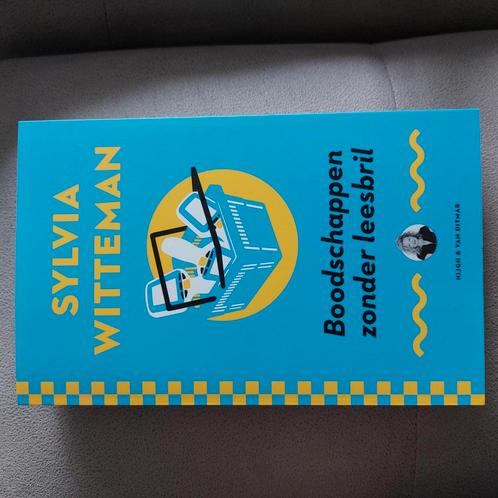 SYLVIA
WITTEMAN
Boodschappen
zonder leesbril
NIJGH & VAN DITMAR